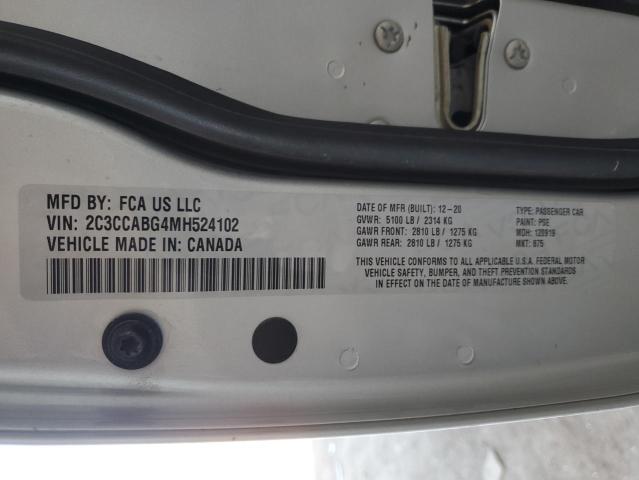 MFD BY: FCA US LLC
VIN: 2C3CCABG4MH524102
VEHICLE MADE IN: CANADA
DATE OF MFR (BUILT): 12-20
GVWR: 5100 LB / 2314 KG
GAWR FRONT: 2810 LB / 1275 KG
GAWR REAR: 2810 LB / 1275 KG
TYPE: PASSENGER CAR
PAINT: PSE
MDH: 120919
MKT: 875
THIS VEHICLE CONFORMS TO ALL APPLICABLE U.S.A. FEDERAL MOTOR
VEHICLE SAFETY, BUMPER, AND THEFT PREVENTION STANDARDS
IN EFFECT ON THE DATE OF MANUFACTURE SHOWN ABOVE.